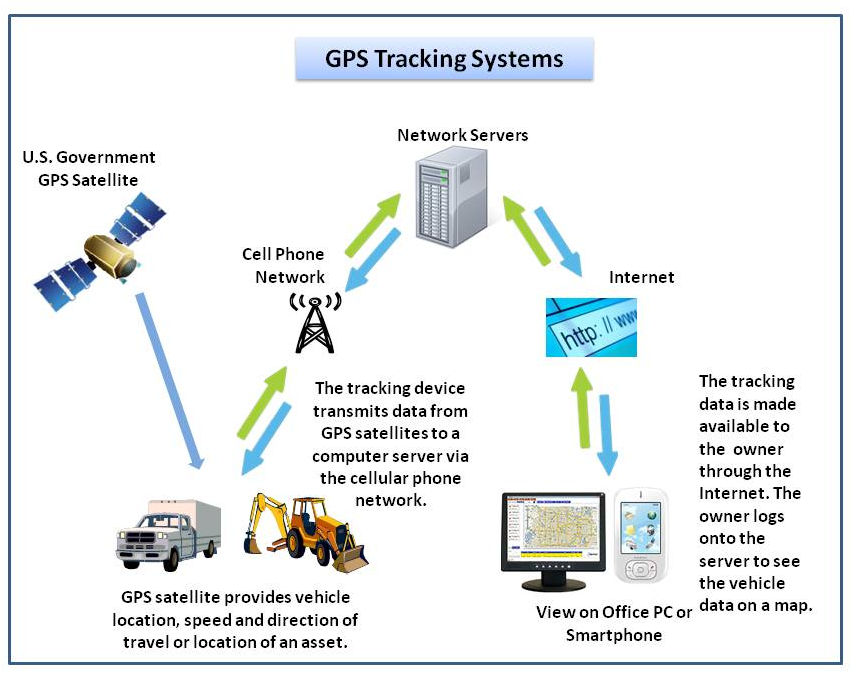 GPS Tracking Systems
Network Servers
U.S. Government
GPS Satellite
Cell Phone
Network
Internet
http: // www
The tracking device
transmits data from
GPS satellites to a
computer server via
the cellular phone
network.
The tracking
data is made
available to
the owner
through the
Internet. The
owner logs
onto the
server to see
the vehicle
data on a map.
GPS satellite provides vehicle
location, speed and direction of
travel or location of an asset.
View on Office PC or
Smartphone